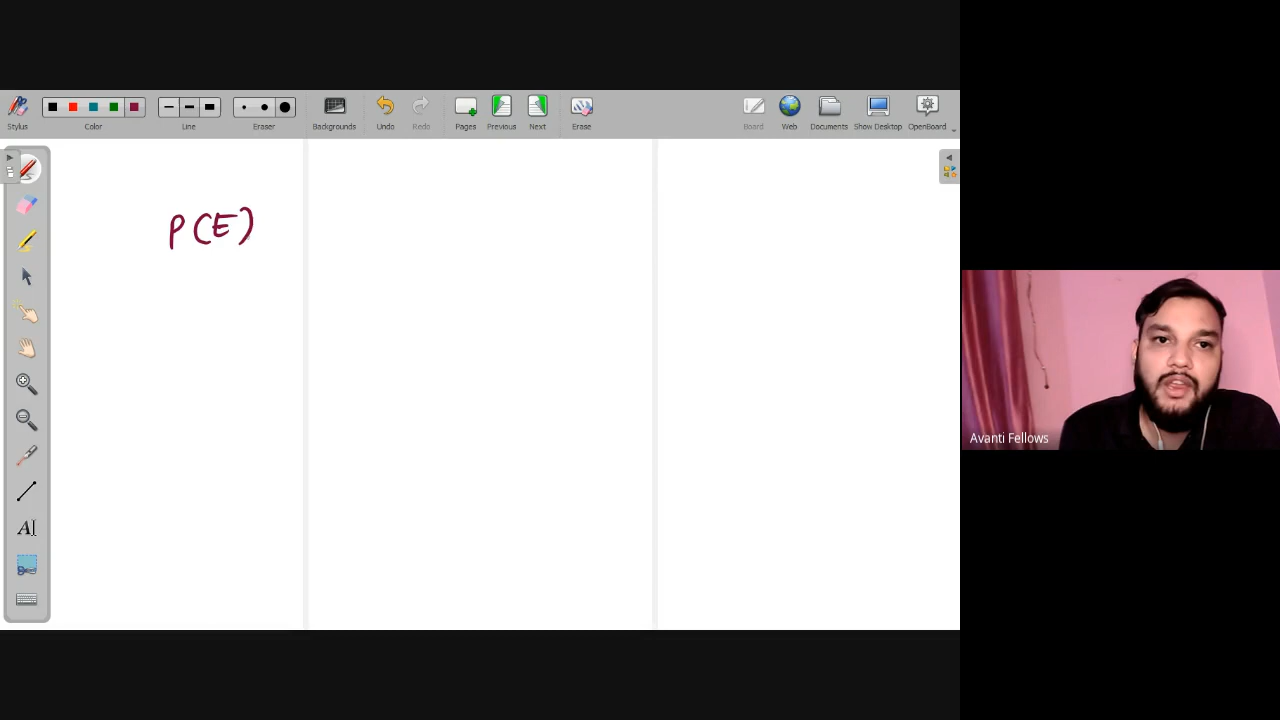 Stylus
Color
Line
Eraser
Backgrounds
Undo
Redo
Pages
Previous
Next
Erase
Board
Web
Documents
Show Desktop
OpenBoard
P(E)
A
Avanti Fellows